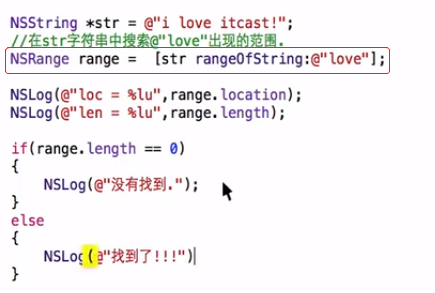 NSString *str = @"i love itcast!";
//在str字符串中搜索@"love"出现的范围.
NSRange range =  [str rangeOfString:@"love"];
NSLog(@"loc = %lu",range.location);
NSLog(@"len = %lu",range.length);
if(range.length == 0)
{
NSLog(@"没有找到.");
}
else
{
NSLog(@"找到了!!!")
}